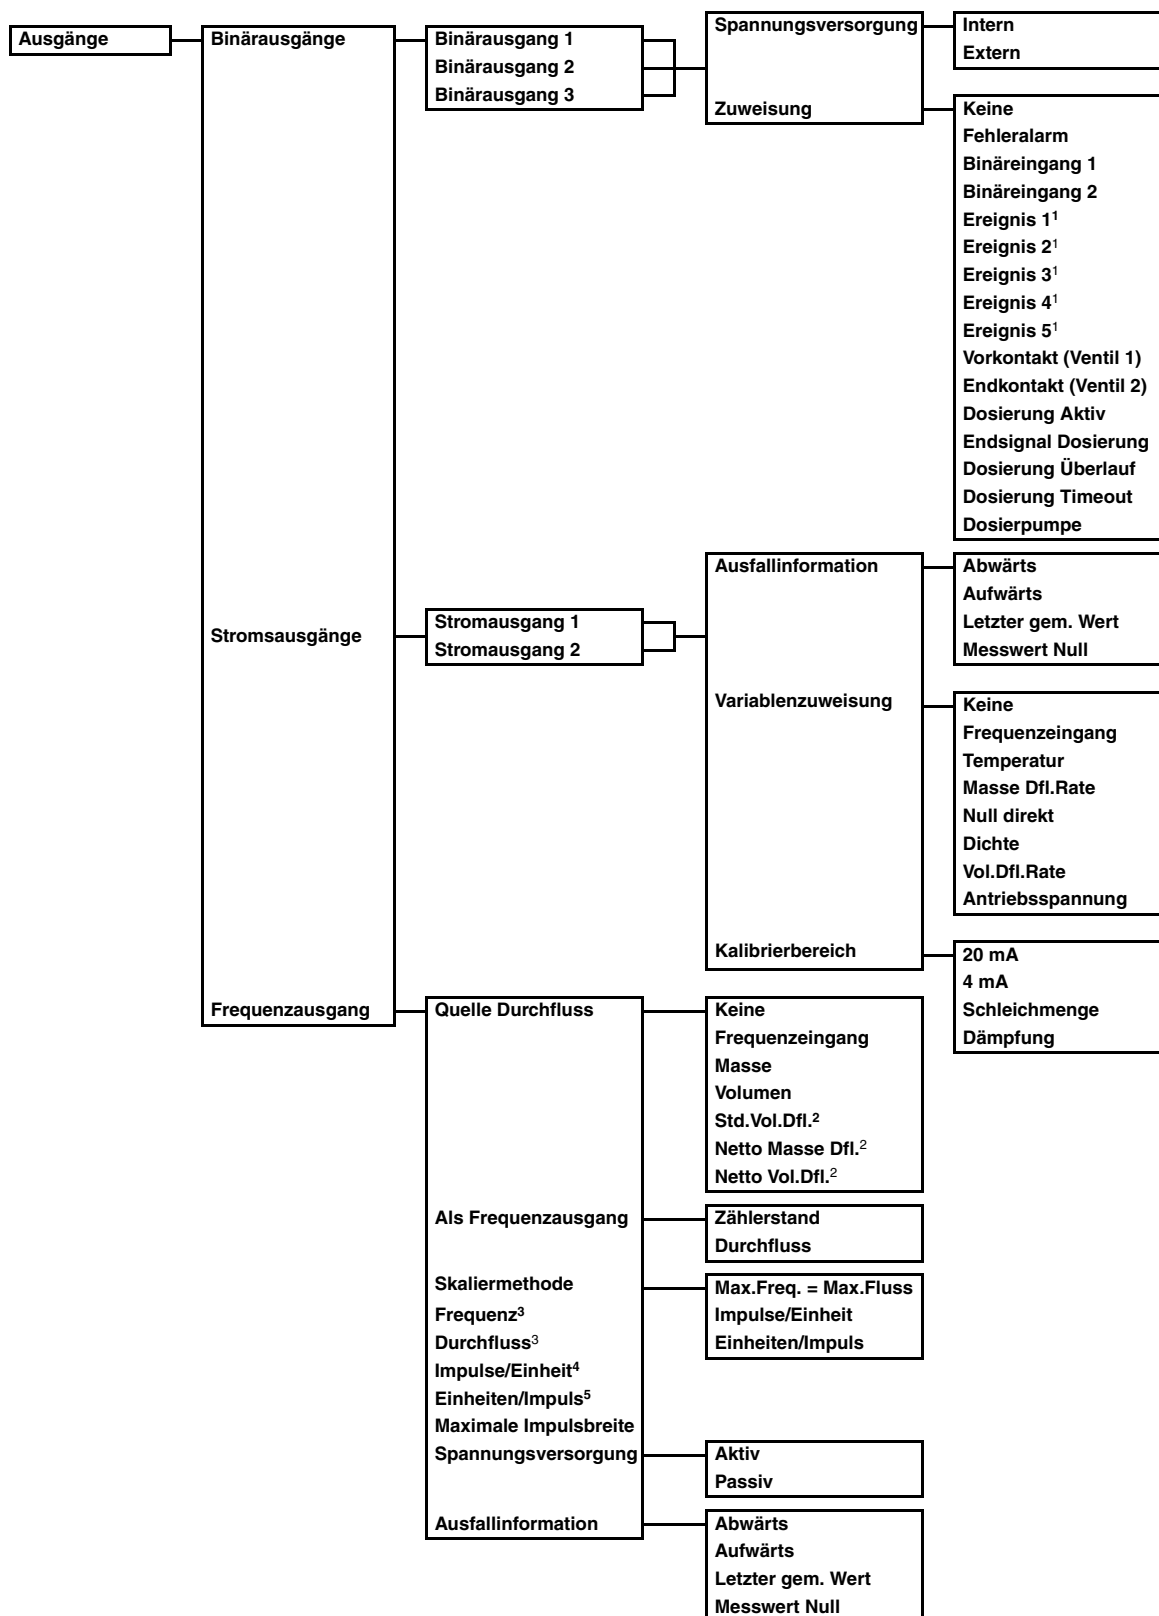 Ausgänge
Binärausgänge
Binärausgang 1
Binärausgang 2
Binärausgang 3
Spannungsversorgung
Intern
Extern
Zuweisung
Keine
Fehleralarm
Binäreingang 1
Binäreingang 2
Ereignis 1¹
Ereignis 2¹
Ereignis 3¹
Ereignis 4¹
Ereignis 5¹
Vorkontakt (Ventil 1)
Endkontakt (Ventil 2)
Dosierung Aktiv
Endsignal Dosierung
Dosierung Überlauf
Dosierung Timeout
Dosierpumpe
Stromsausgänge
Stromausgang 1
Stromausgang 2
Ausfallinformation
Abwärts
Aufwärts
Letzter gem. Wert
Messwert Null
Variablenzuweisung
Keine
Frequenzeingang
Temperatur
Masse Dfl.Rate
Null direkt
Dichte
Vol.Dfl.Rate
Antriebsspannung
Kalibrierbereich
20 mA
4 mA
Schleichmenge
Dämpfung
Frequenzausgang
Quelle Durchfluss
Keine
Frequenzeingang
Masse
Volumen
Std.Vol.Dfl.²
Netto Masse Dfl.²
Netto Vol.Dfl.²
Als Frequenzausgang
Zählerstand
Durchfluss
Skaliermethode
Max.Freq. = Max.Fluss
Impulse/Einheit
Einheiten/Impuls
Frequenz³
Durchfluss³
Impulse/Einheit⁴
Einheiten/Impuls⁵
Maximale Impulsbreite
Spannungsversorgung
Aktiv
Passiv
Ausfallinformation
Abwärts
Aufwärts
Letzter gem. Wert
Messwert Null